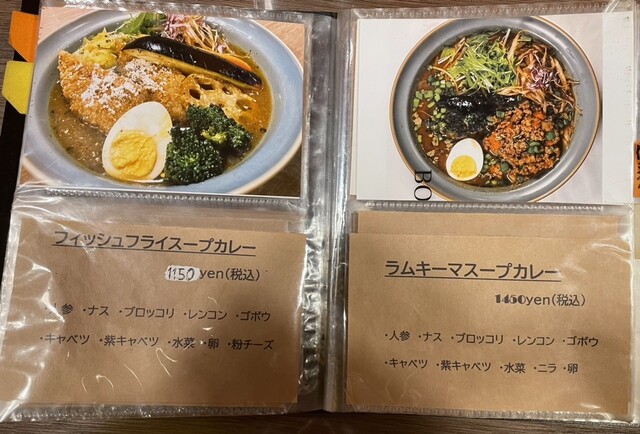 フィッシュフライスープカレー
1150yen(税込)
参 ・ナス ・ブロッコリ ・レンコン ・ゴボウ
・キャベツ ・紫キャベツ ・水菜 ・卵 ・粉チーズ
BO
ラムキーマスープカレー
1450yen(税込)
・人参 ・ナス ・ブロッコリ ・レンコン ・ゴボウ
・キャベツ ・紫キャベツ ・水菜 ・ニラ ・卵